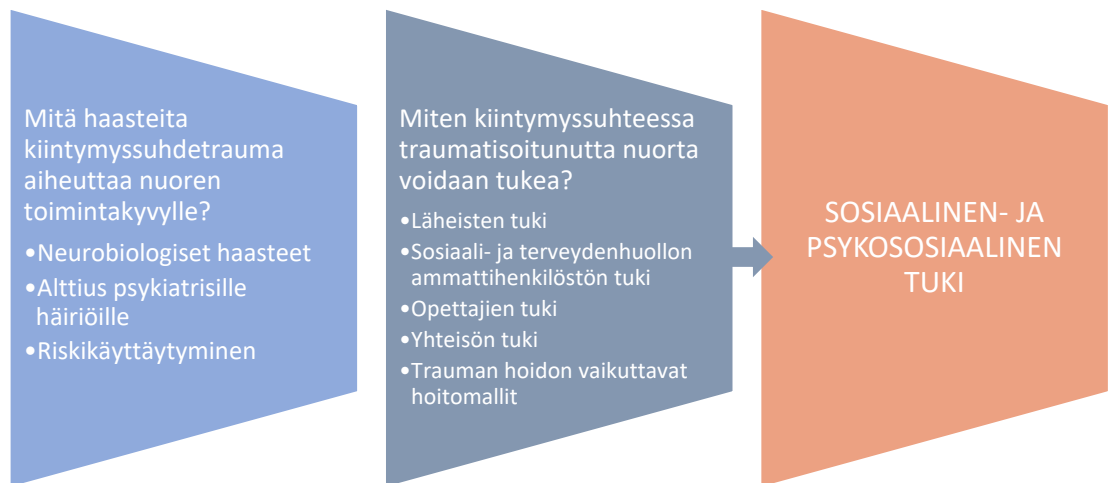 Mitä haasteita
kiintymyssuhdetrauma
aiheuttaa nuoren
toimintakyvylle?
•Neurobiologiset haasteet
•Alttius psykiatrisille
häiriöille
•Riskikäyttäytyminen
Miten kiintymyssuhteessa
traumatisoitunutta nuorta
voidaan tukea?
•Läheisten tuki
•Sosiaali- ja terveydenhuollon
ammattihenkilöstön tuki
•Opettajien tuki
•Yhteisön tuki
•Trauman hoidon vaikuttavat
hoitomallit
SOSIAALINEN- JA
PSYKOSOSIAALINEN
TUKI